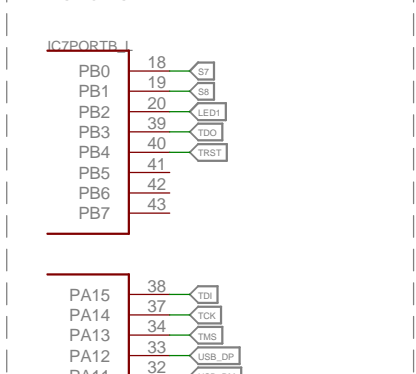 IC7PORTB_L
PB0 18 S7
PB1 19 S8
PB2 20 LED1
PB3 39 TDO
PB4 40 TRST
PB5 41
PB6 42
PB7 43
PA15 38 TDI
PA14 37 TCK
PA13 34 TMS
PA12 33 USB_DP
PA11 32